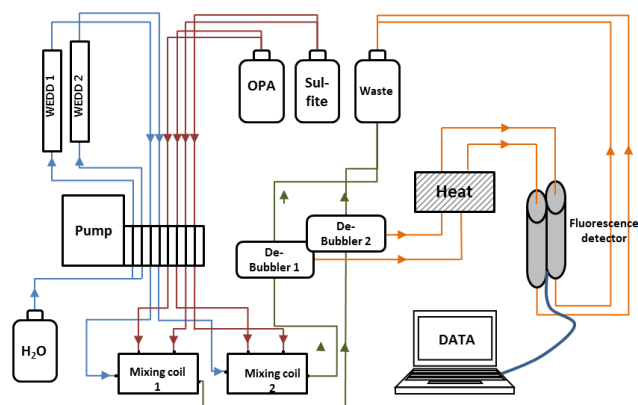 WEDD 1
WEDD 2
OPA
Sul-
fite
Waste
Heat
Pump
De-
Bubbler 1
De-
Bubbler 2
Fluorescence
detector
H₂O
Mixing coil
1
Mixing coil
2
DATA